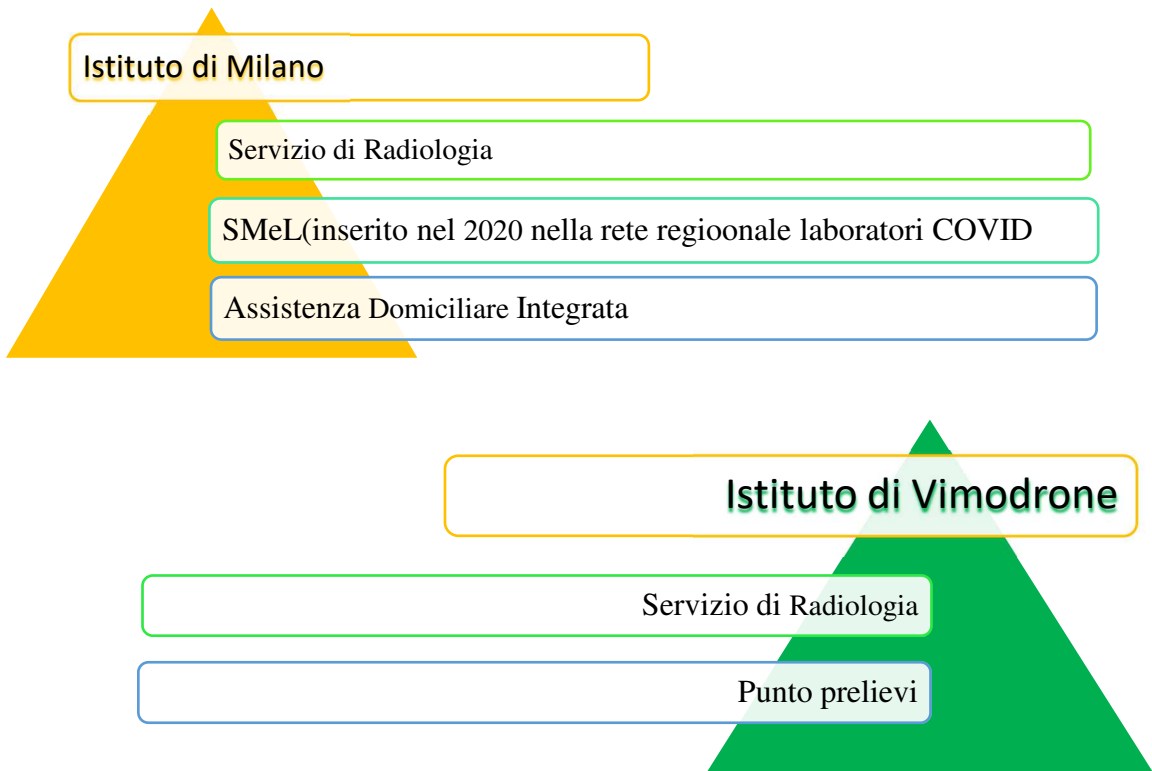 Istituto di Milano
Servizio di Radiologia
SMeL(inserito nel 2020 nella rete regioonale laboratori COVID
Assistenza Domiciliare Integrata
Istituto di Vimodrone
Servizio di Radiologia
Punto prelievi